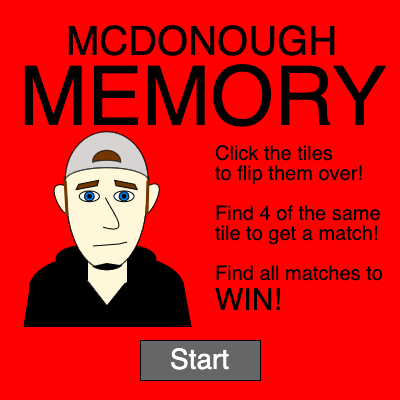 MCDONOUGH
MEMORY
Click the tiles
to flip them over!
Find 4 of the same
tile to get a match!
Find all matches to
WIN!
Start